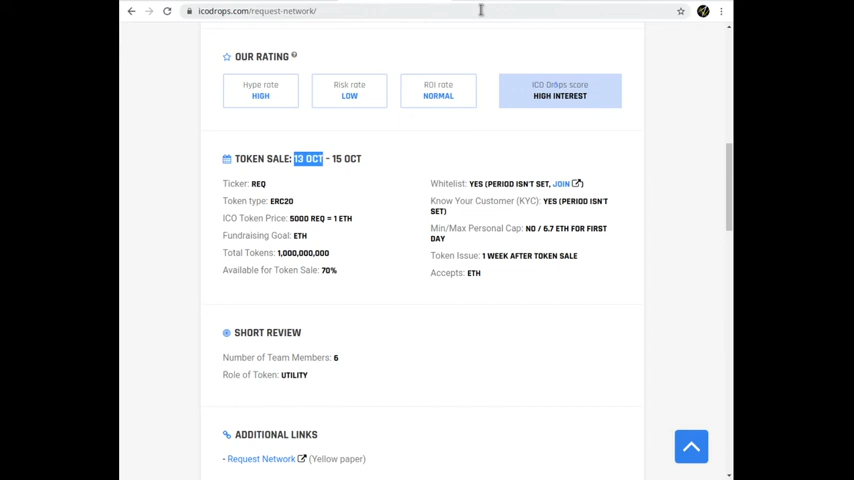 icodrops.com/request-network/
OUR RATING ?
Hype rate
HIGH
Risk rate
LOW
ROI rate
NORMAL
ICO Drops score
HIGH INTEREST
TOKEN SALE: 13 OCT – 15 OCT
Ticker: REQ
Token type: ERC20
ICO Token Price: 5000 REQ = 1 ETH
Fundraising Goal: ETH
Total Tokens: 1,000,000,000
Available for Token Sale: 70%
Whitelist: YES (PERIOD ISN'T SET, JOIN )
Know Your Customer (KYC): YES (PERIOD ISN'T
SET)
Min/Max Personal Cap: NO / 6.7 ETH FOR FIRST
DAY
Token Issue: 1 WEEK AFTER TOKEN SALE
Accepts: ETH
SHORT REVIEW
Number of Team Members: 6
Role of Token: UTILITY
ADDITIONAL LINKS
- Request Network (Yellow paper)